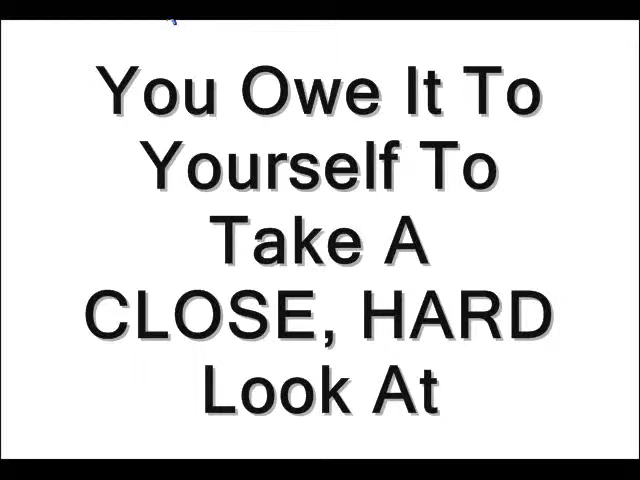 You Owe It To
Yourself To
Take A
CLOSE, HARD
Look At